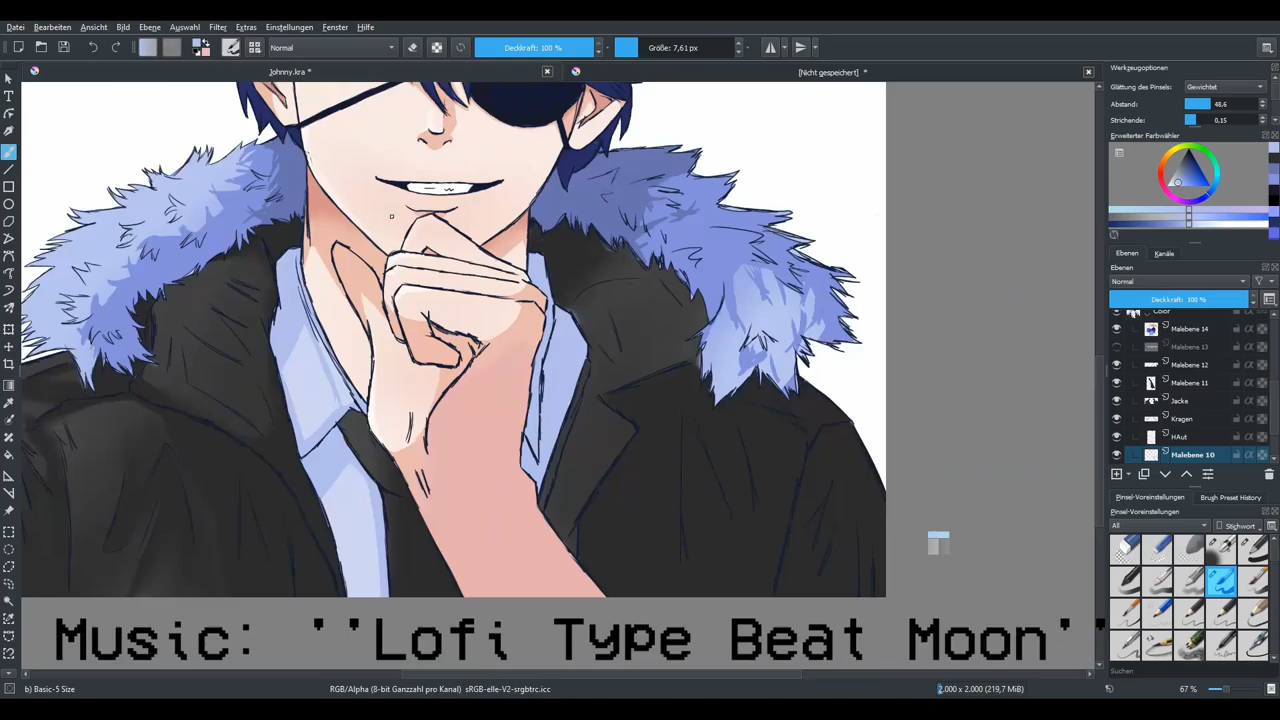 Datei Bearbeiten Ansicht Bild Ebene Auswahl Filter Extras Einstellungen Fenster Hilfe
Normal Deckkraft: 100 % Größe: 7,61 px
Johnny.kra * [Nicht gespeichert] *
Werkzeugoptionen
Glättung des Pinsels: Gewichtet
Abstand: 48,6
Strichende: 0,15
Erweiterter Farbwähler
Ebenen Kanäle
Ebenen
Normal
Deckkraft: 100 %
Color
Malebene 14
Malebene 13
Malebene 12
Malebene 11
Jacke
Kragen
HAut
Malebene 10
Pinsel-Voreinstellungen Brugh Preset History
Pinsel-Voreinstellungen
All Stichwort
Music: ''Lofi Type Beat Moon''
Suchen
b) Basic-5 Size RGB/Alpha (8-bit Ganzzahl pro Kanal) sRGB-elle-V2-srgbtrc.icc 2.000 x 2.000 (219,7 MiB) 67 %